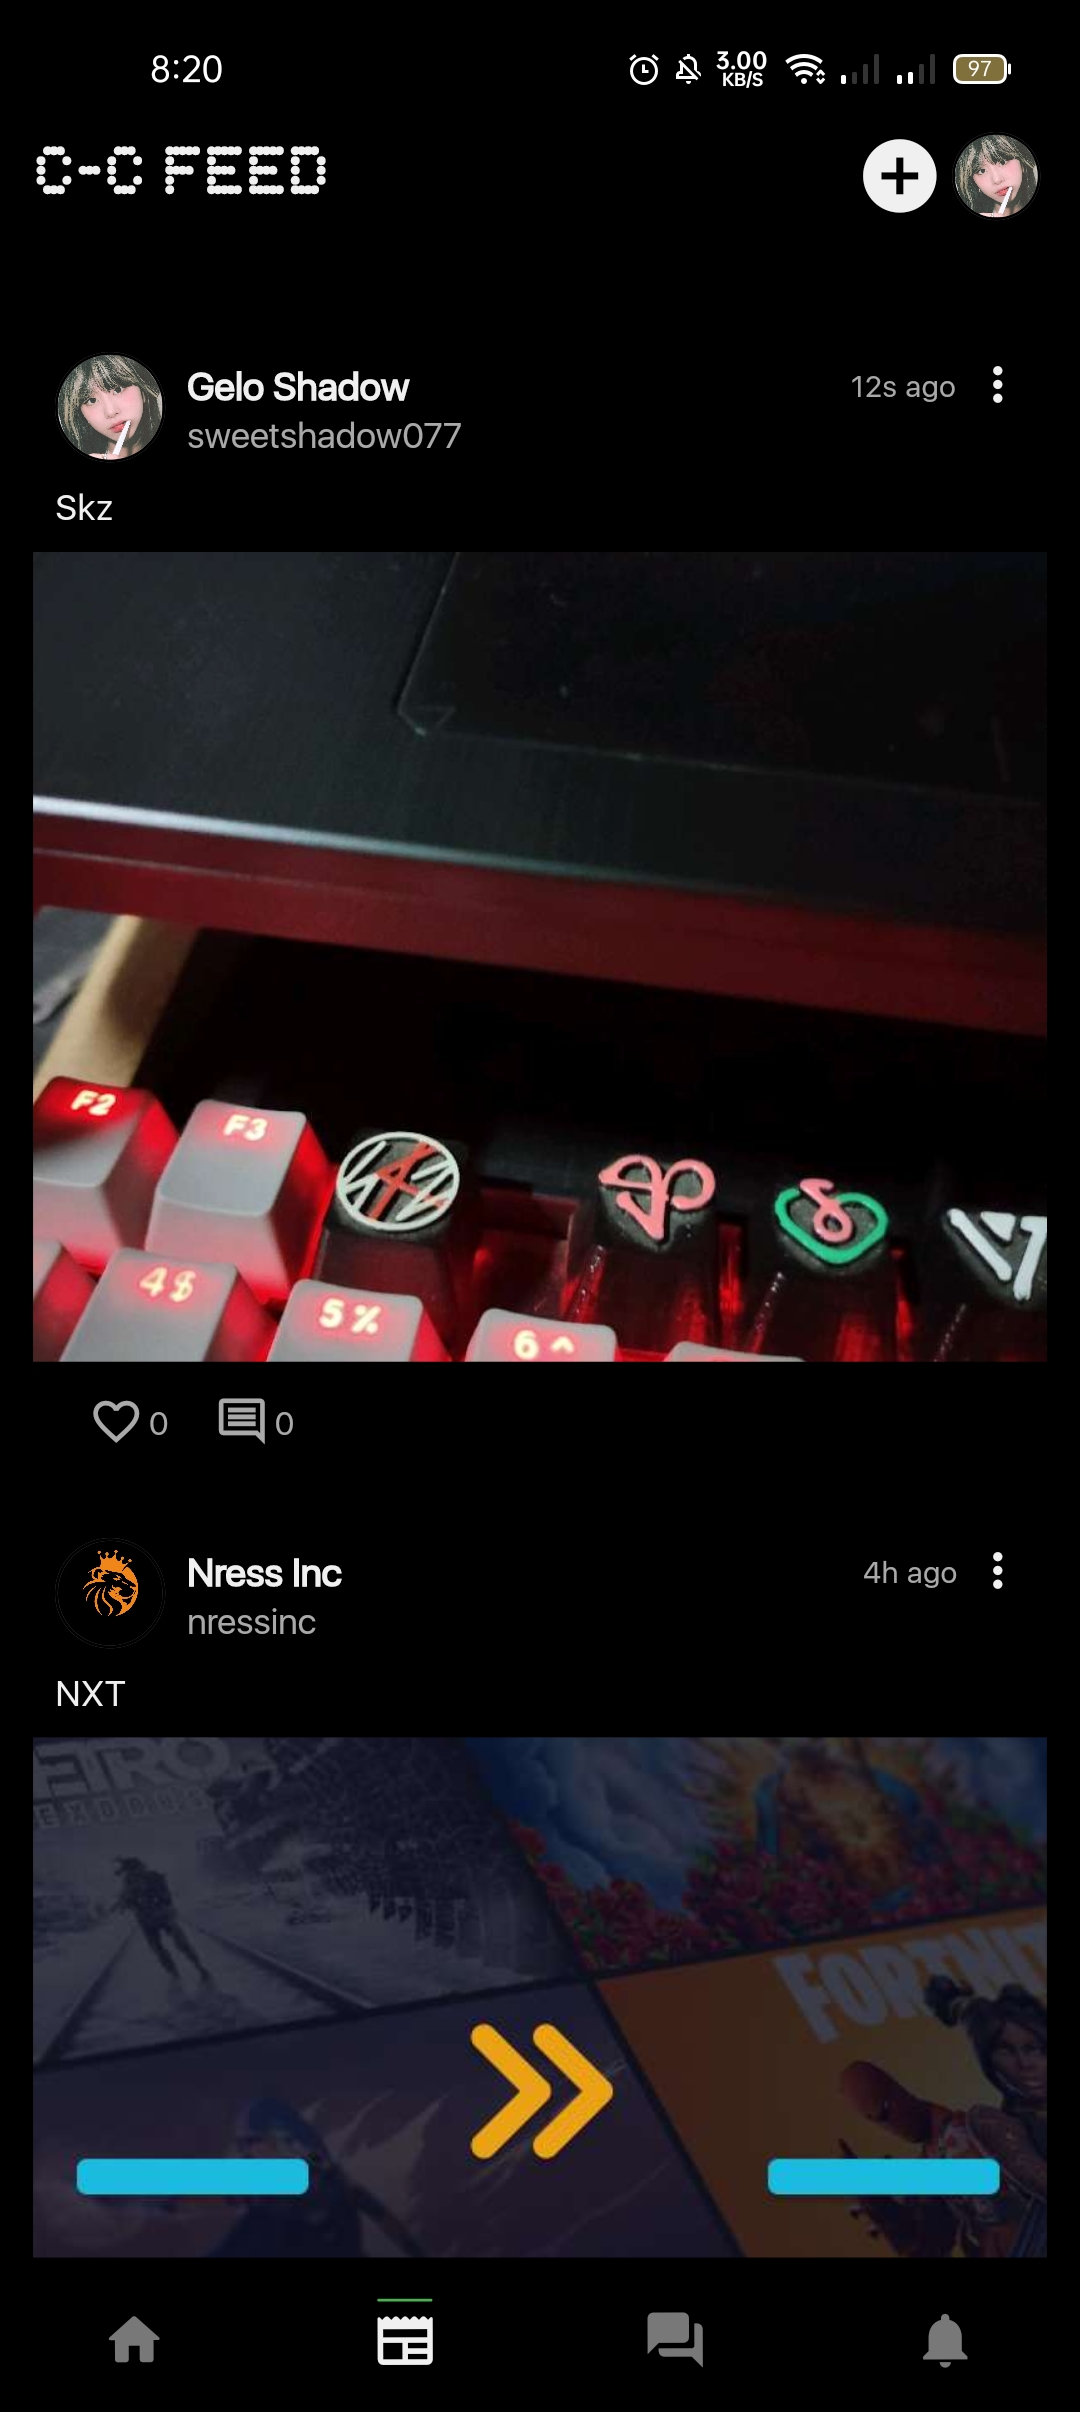 8:20
3.00
KB/S
97
C-C FEED
Gelo Shadow
12s ago
sweetshadow077
Skz
F2
F3
4 $
5 %
6 ^
0
0
Nress Inc
4h ago
nressinc
NXT
EXODUS